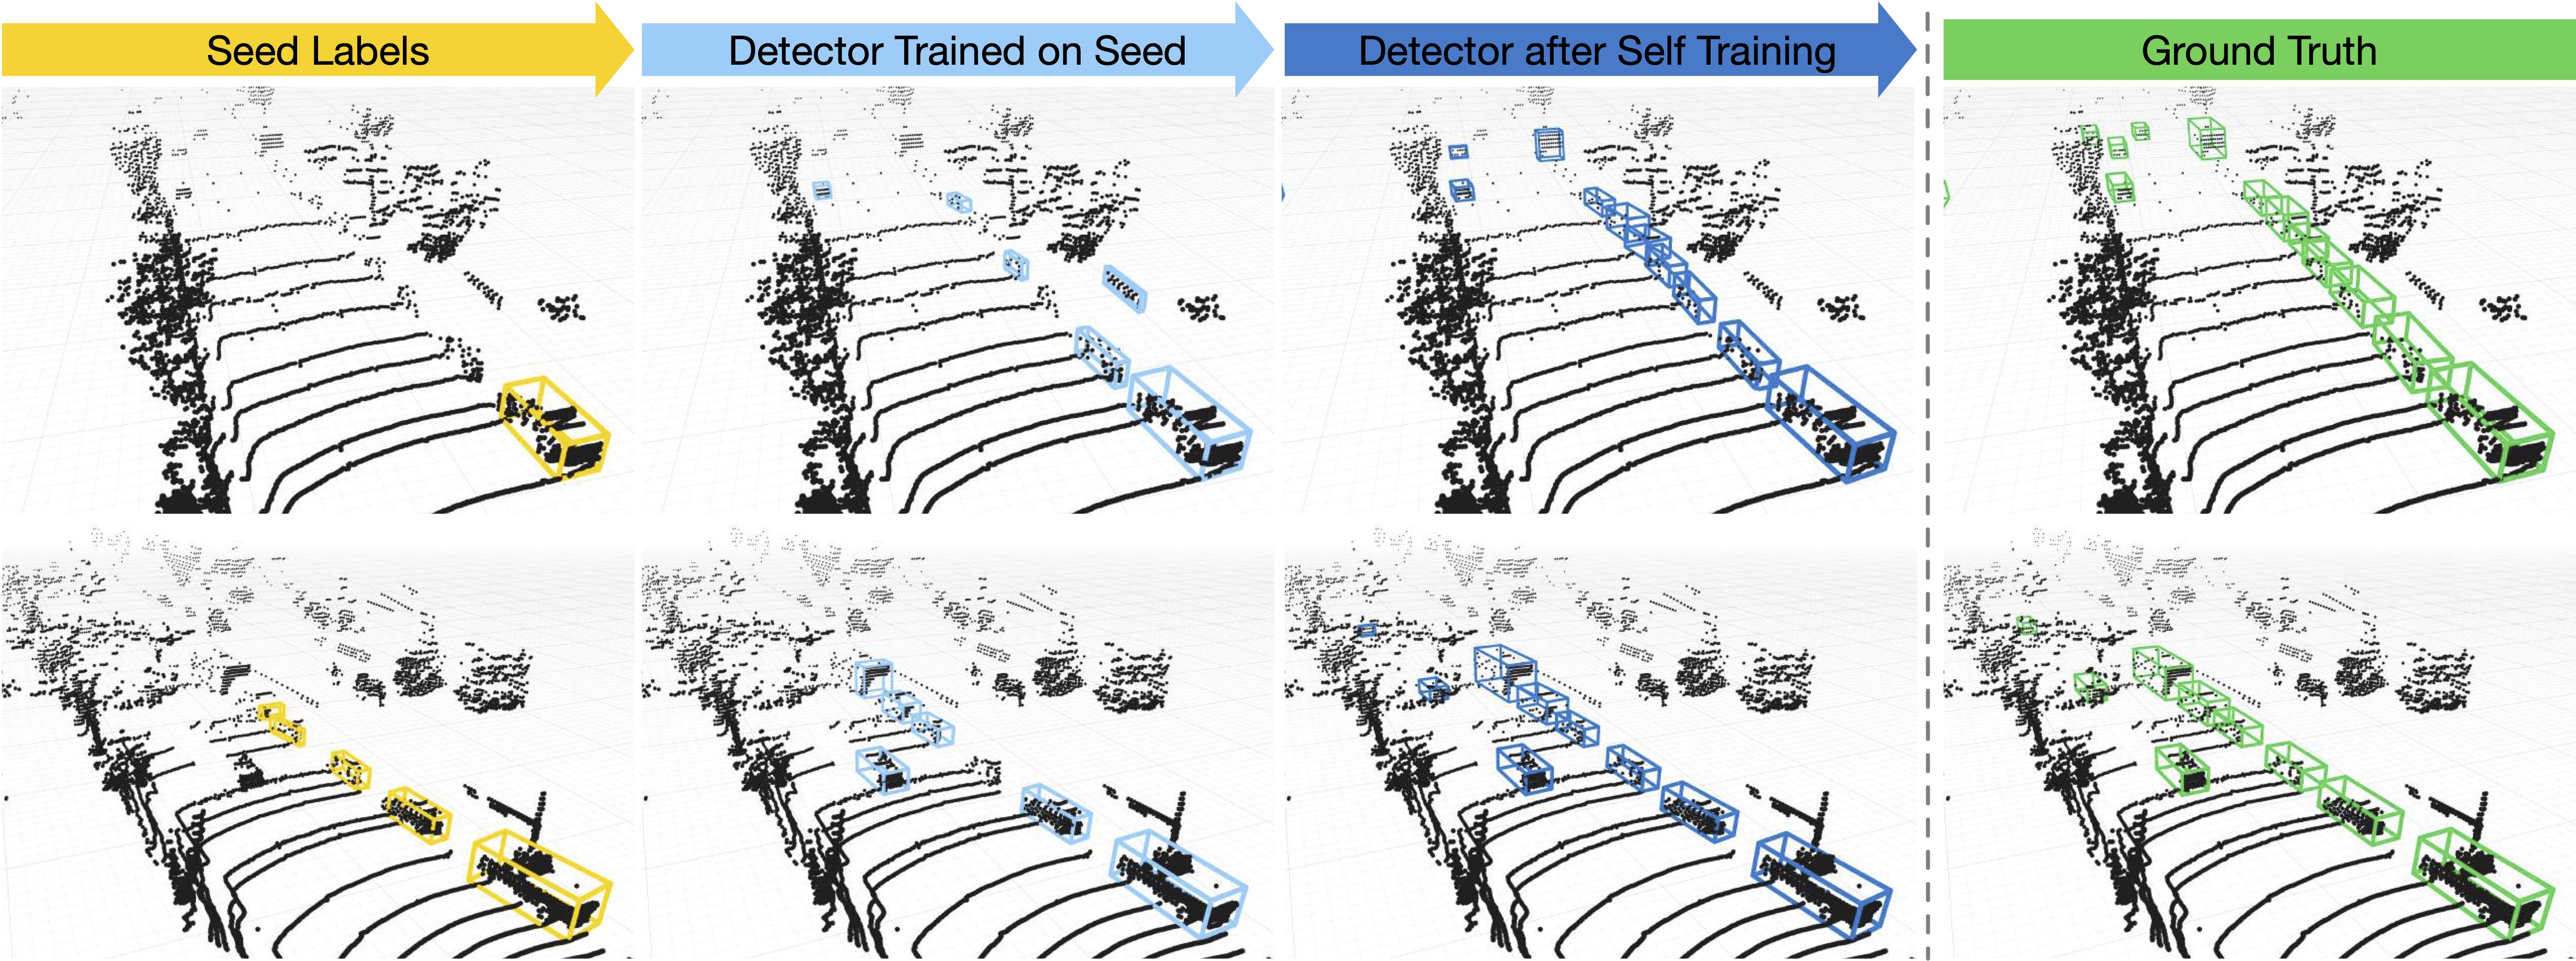 Seed Labels
Detector Trained on Seed
Detector after Self Training
Ground Truth